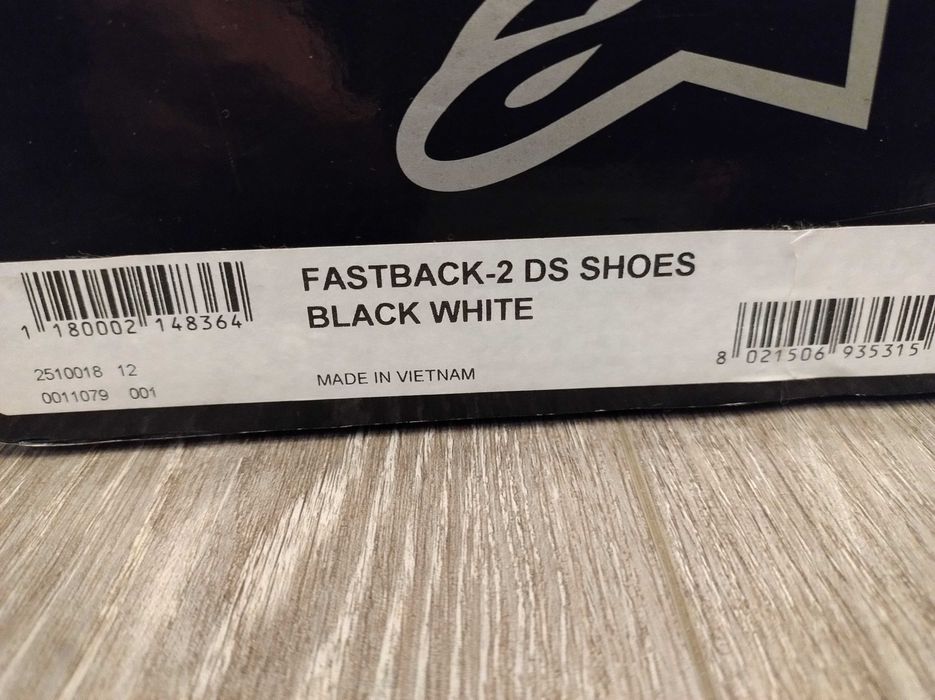 FASTBACK-2 DS SHOES
BLACK WHITE
MADE IN VIETNAM
1 180002 148364
2510018 12
0011079 001
8 021506 935315